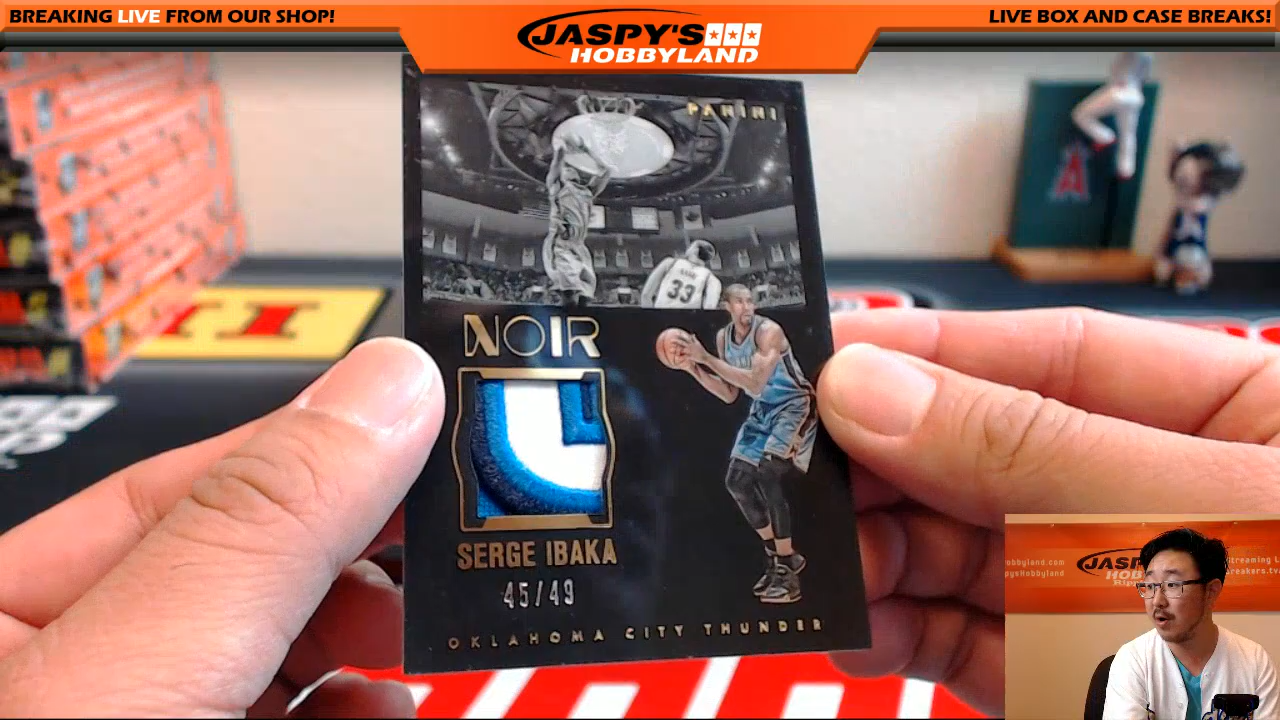 BREAKING LIVE FROM OUR SHOP!
JASPY'S
HOBBYLAND
LIVE BOX AND CASE BREAKS!
PANINI
33
NOIR
SERGE IBAKA
45/49
OKLAHOMA CITY THUNDER
A
JASPY'S